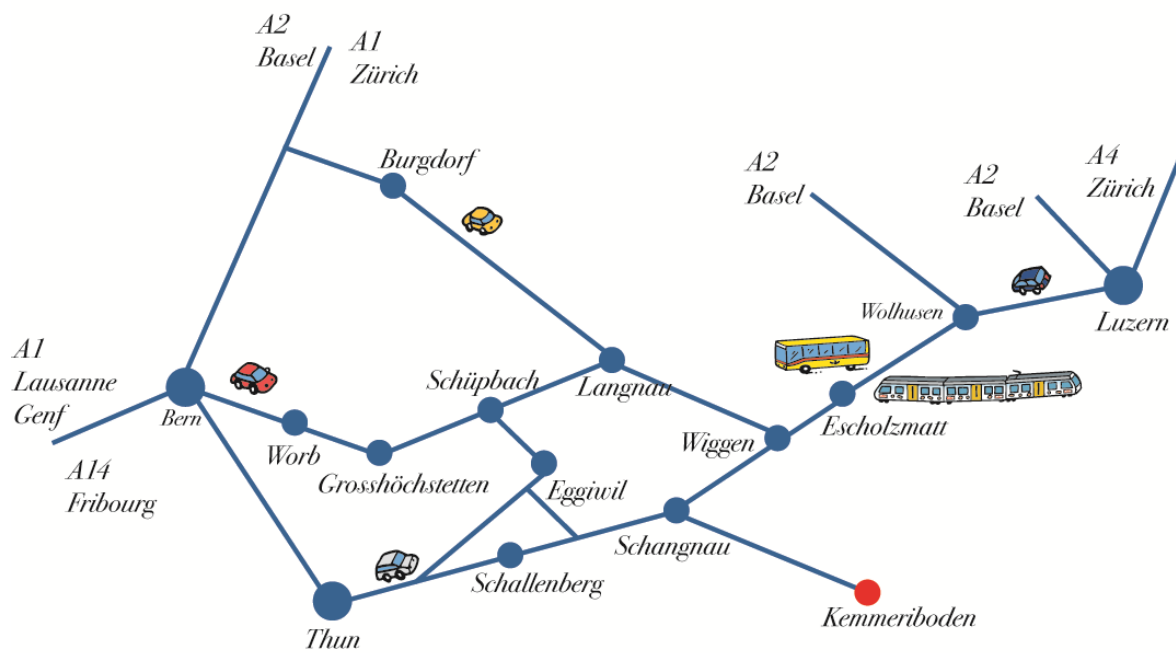 A2
Basel
A1
Zürich
Burgdorf
A2
Basel
A2
Basel
A4
Zürich
Wolhusen
Luzern
A1
Lausanne
Genf
Bern
A14
Fribourg
Schüpbach
Langnau
Escholzmatt
Wiggen
Worb
Grosshöchstetten
Eggiwil
Schangnau
Schallenberg
Kemmeriboden
Thun